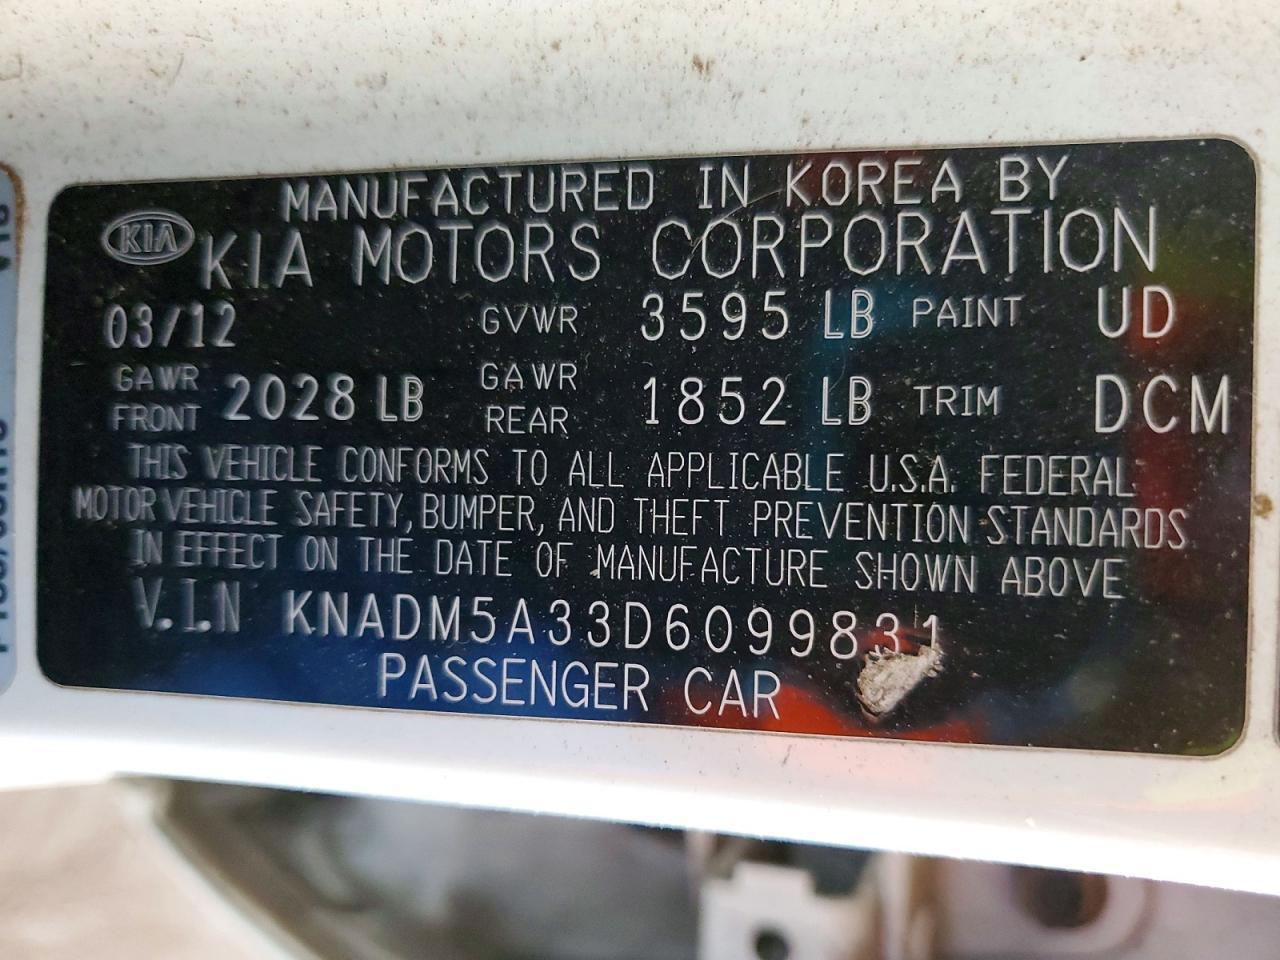 MANUFACTURED IN KOREA BY
KIA KIA MOTORS CORPORATION
03/12 GVWR 3595 LB PAINT UD
GAWR FRONT 2028 LB GAWR REAR 1852 LB TRIM DCM
THIS VEHICLE CONFORMS TO ALL APPLICABLE U.S.A. FEDERAL
MOTOR VEHICLE SAFETY, BUMPER, AND THEFT PREVENTION STANDARDS
IN EFFECT ON THE DATE OF MANUFACTURE SHOWN ABOVE
V.I.N KNADM5A33D6099831
PASSENGER CAR